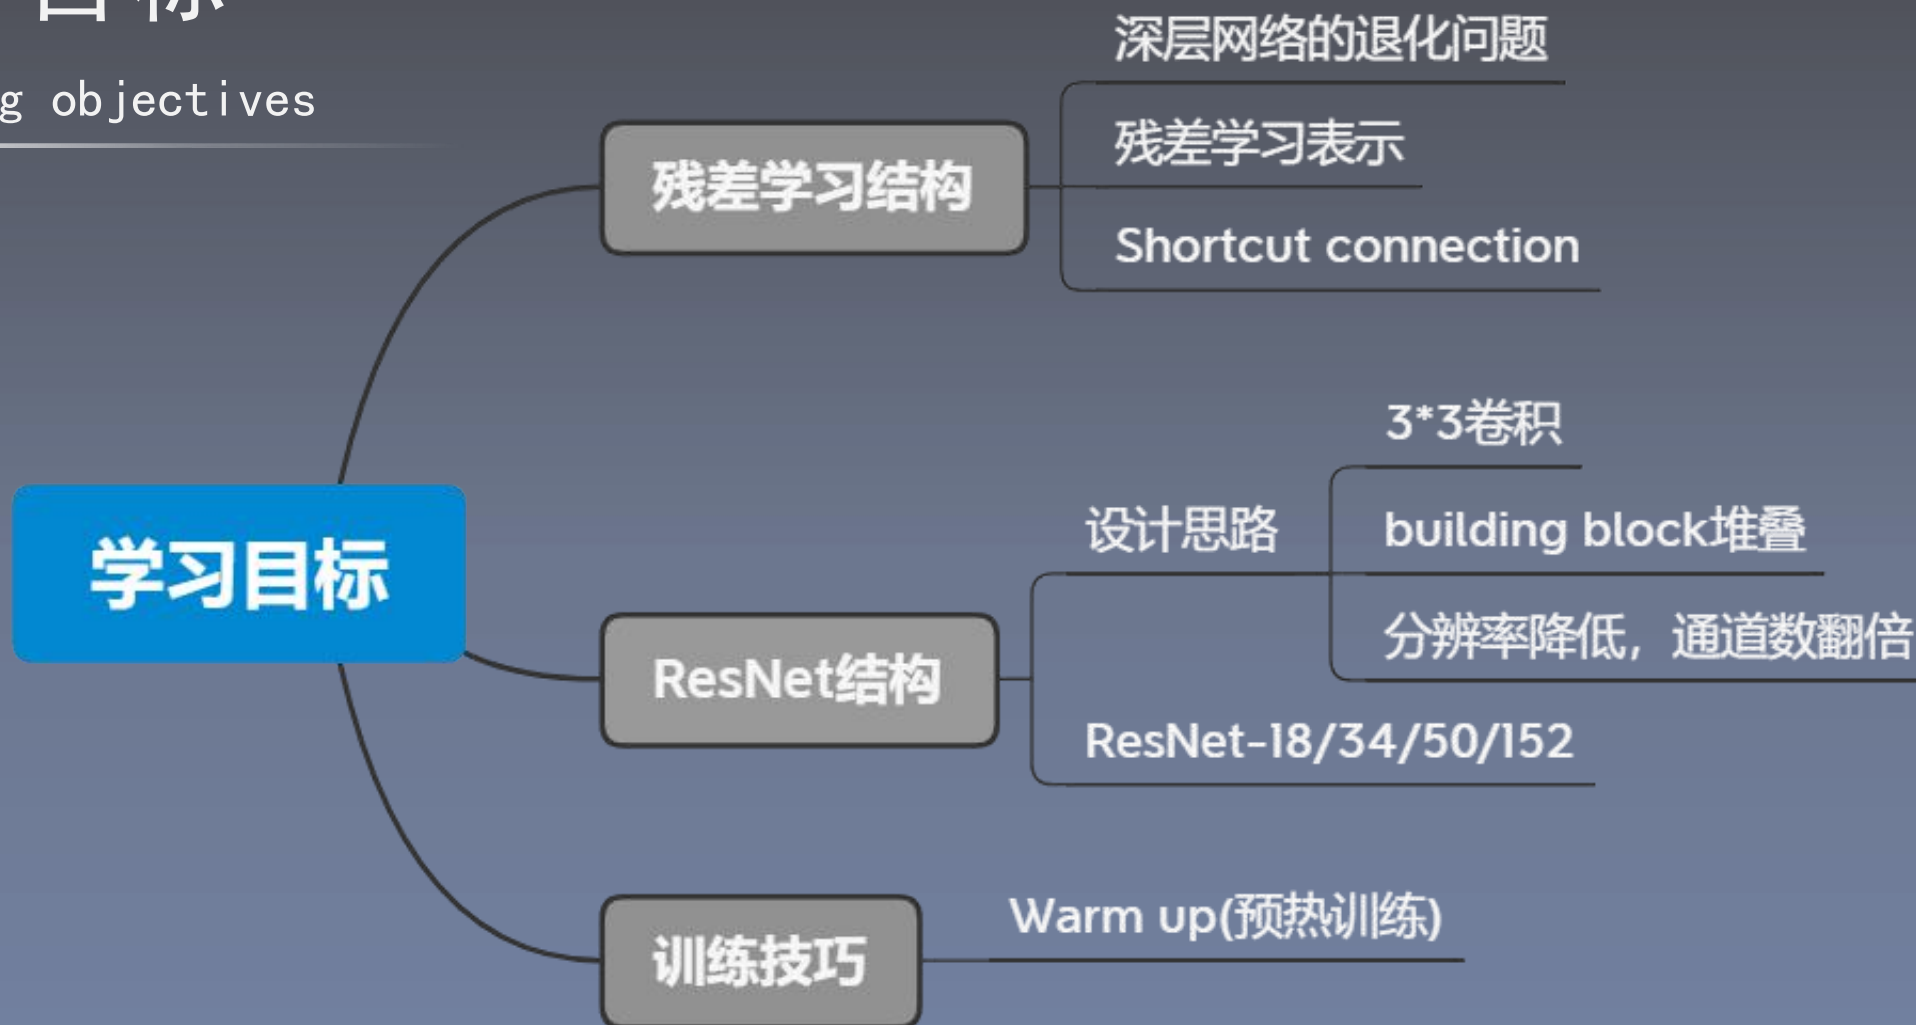 目标
g objectives
深层网络的退化问题
残差学习结构
残差学习表示
Shortcut connection
学习目标
3*3卷积
设计思路
building block堆叠
分辨率降低，通道数翻倍
ResNet结构
ResNet-18/34/50/152
训练技巧
Warm up(预热训练)